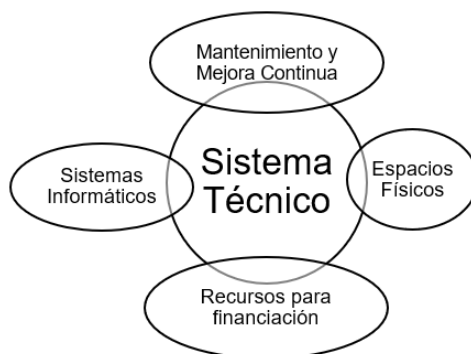 Mantenimiento y
Mejora Continua
Sistemas
Informáticos
Sistema
Técnico
Espacios
Físicos
Recursos para
financiación